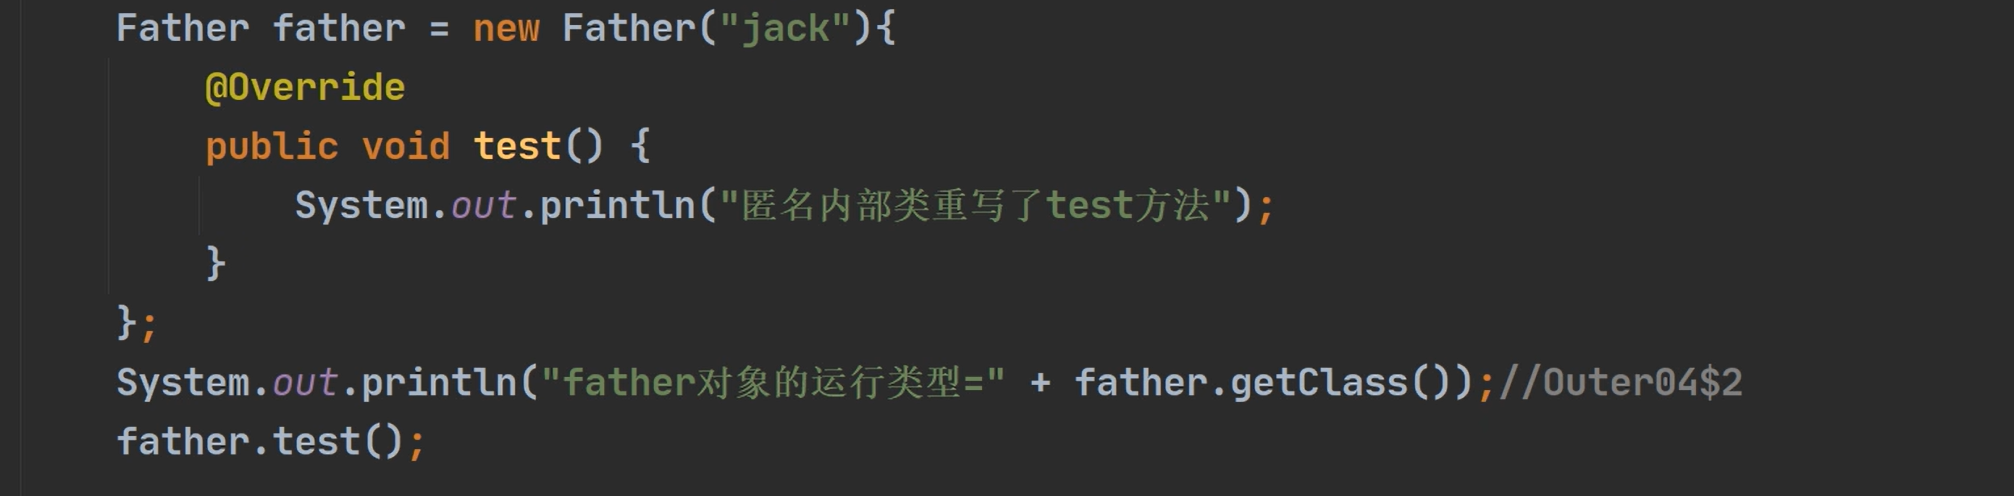 Father father = new Father("jack"){
@Override
public void test() {
System.out.println("匿名内部类重写了test方法");
}
};
System.out.println("father对象的运行类型=" + father.getClass());//Outer04$2
father.test();